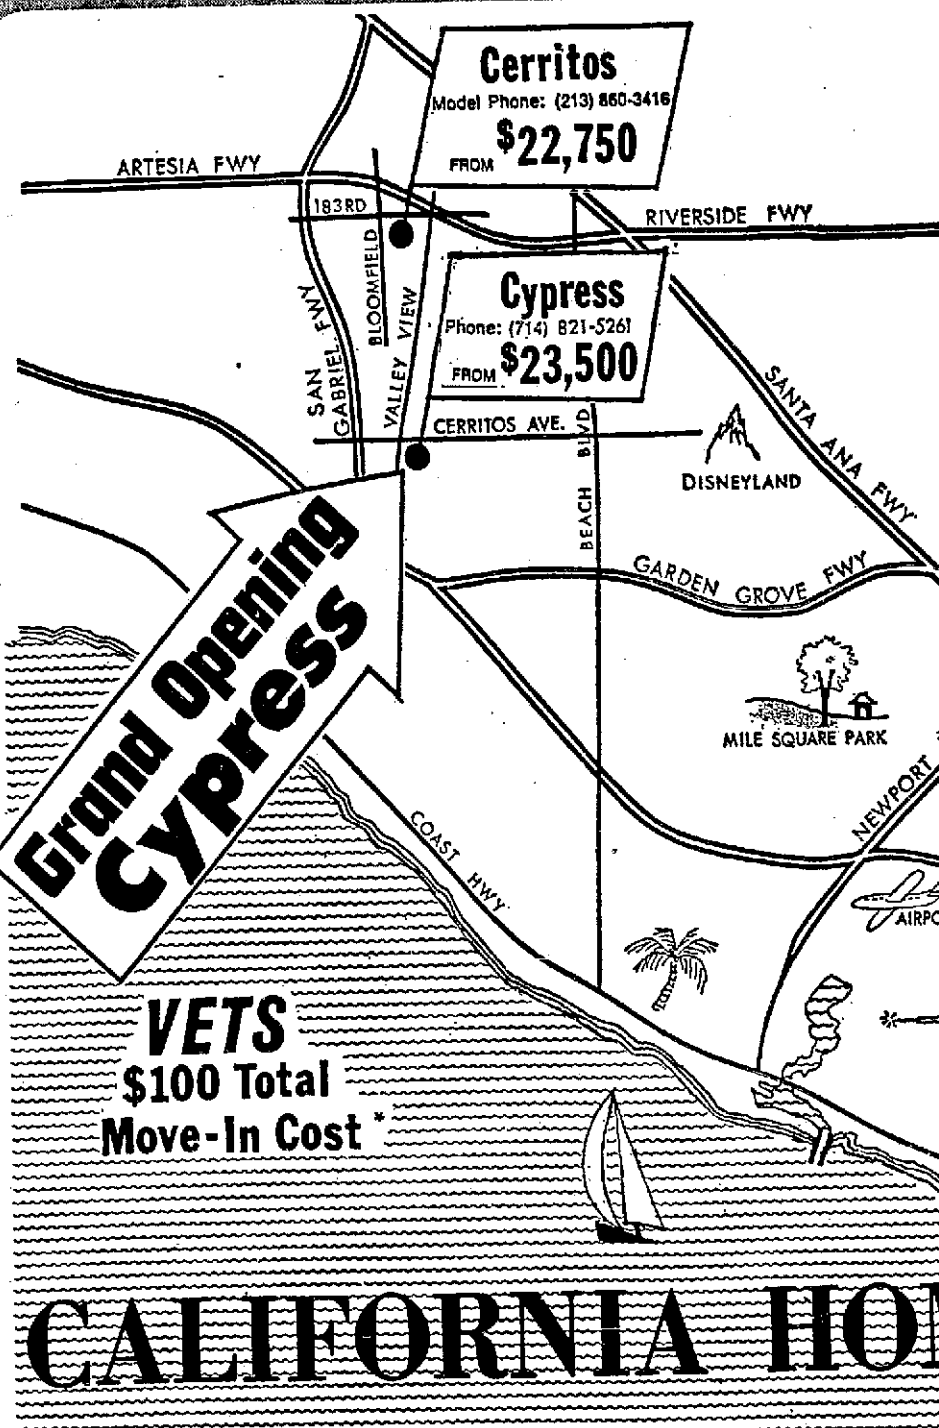 Cerritos
Model Phone: (213) 860-3416
FROM $22,750
ARTESIA FWY
183RD
RIVERSIDE FWY
BLOOMFIELD
Cypress
Phone: (714) 821-5261
FROM $23,500
SAN
GABRIEL FWY
VALLEY VIEW
CERRITOS AVE.
BEACH BLVD
SANTA ANA FWY
DISNEYLAND
GARDEN GROVE FWY
Grand Opening
Cypress
MILE SQUARE PARK
NEWPORT
COAST HWY
AIRPO
VETS
$100 Total
Move-In Cost*
CALIFORNIA HO